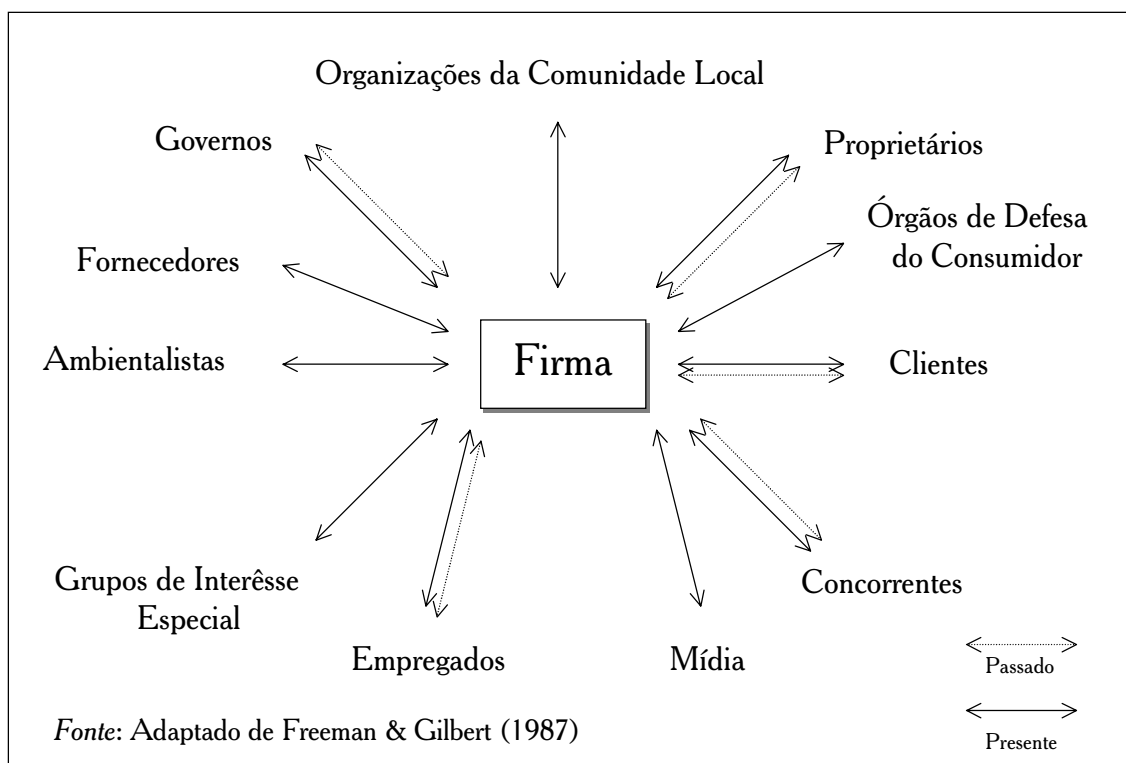 Organizações da Comunidade Local
Governos
Proprietários
Órgãos de Defesa
do Consumidor
Fornecedores
Ambientalistas
Firma
Clientes
Grupos de Interêsse
Especial
Concorrentes
Empregados
Mídia
Passado
Fonte: Adaptado de Freeman & Gilbert (1987)
Presente